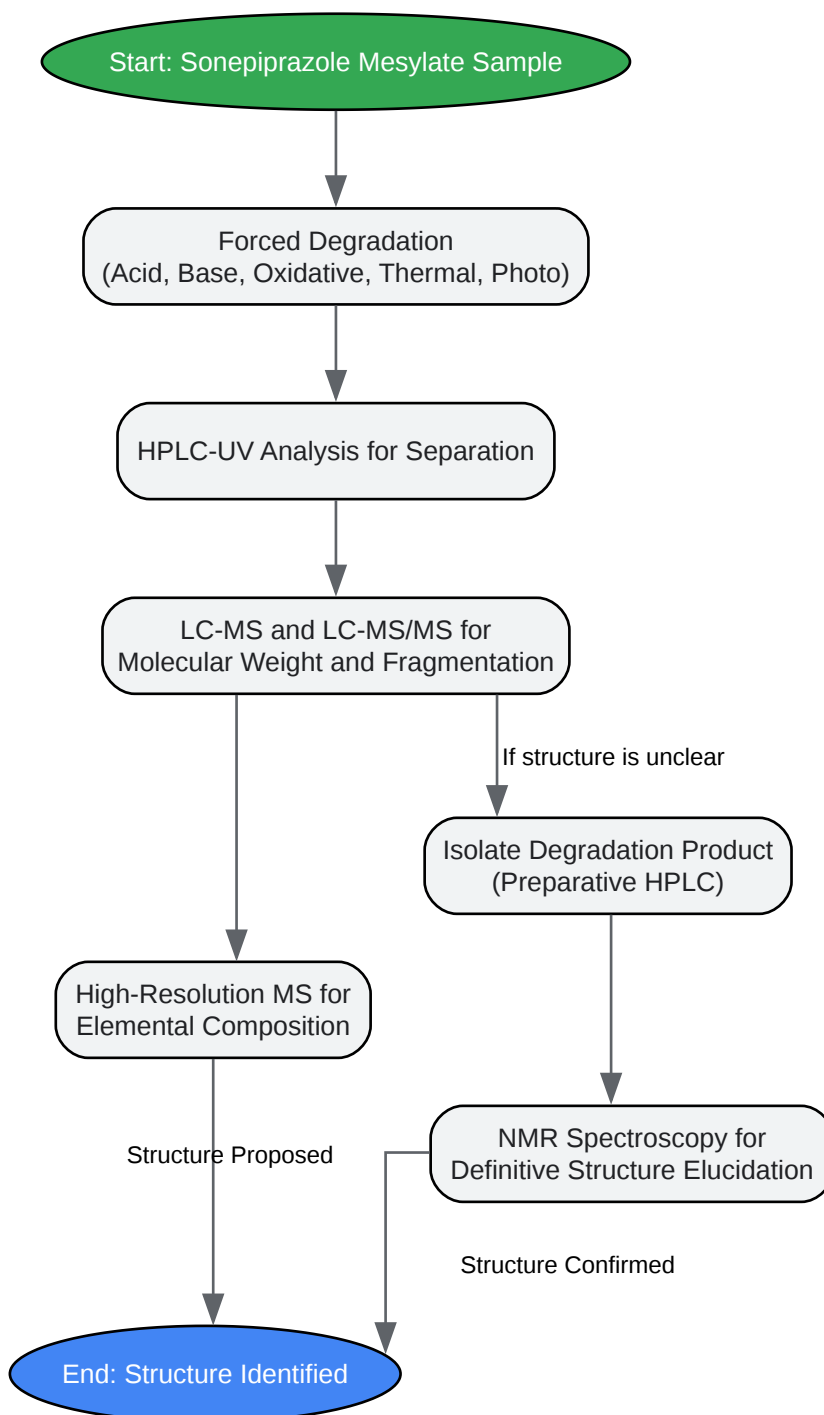 Start: Sonepiprazole Mesylate Sample
Forced Degradation
(Acid, Base, Oxidative, Thermal, Photo)
HPLC-UV Analysis for Separation
LC-MS and LC-MS/MS for
Molecular Weight and Fragmentation
If structure is unclear
Isolate Degradation Product
(Preparative HPLC)
High-Resolution MS for
Elemental Composition
NMR Spectroscopy for
Definitive Structure Elucidation
Structure Proposed
Structure Confirmed
End: Structure Identified